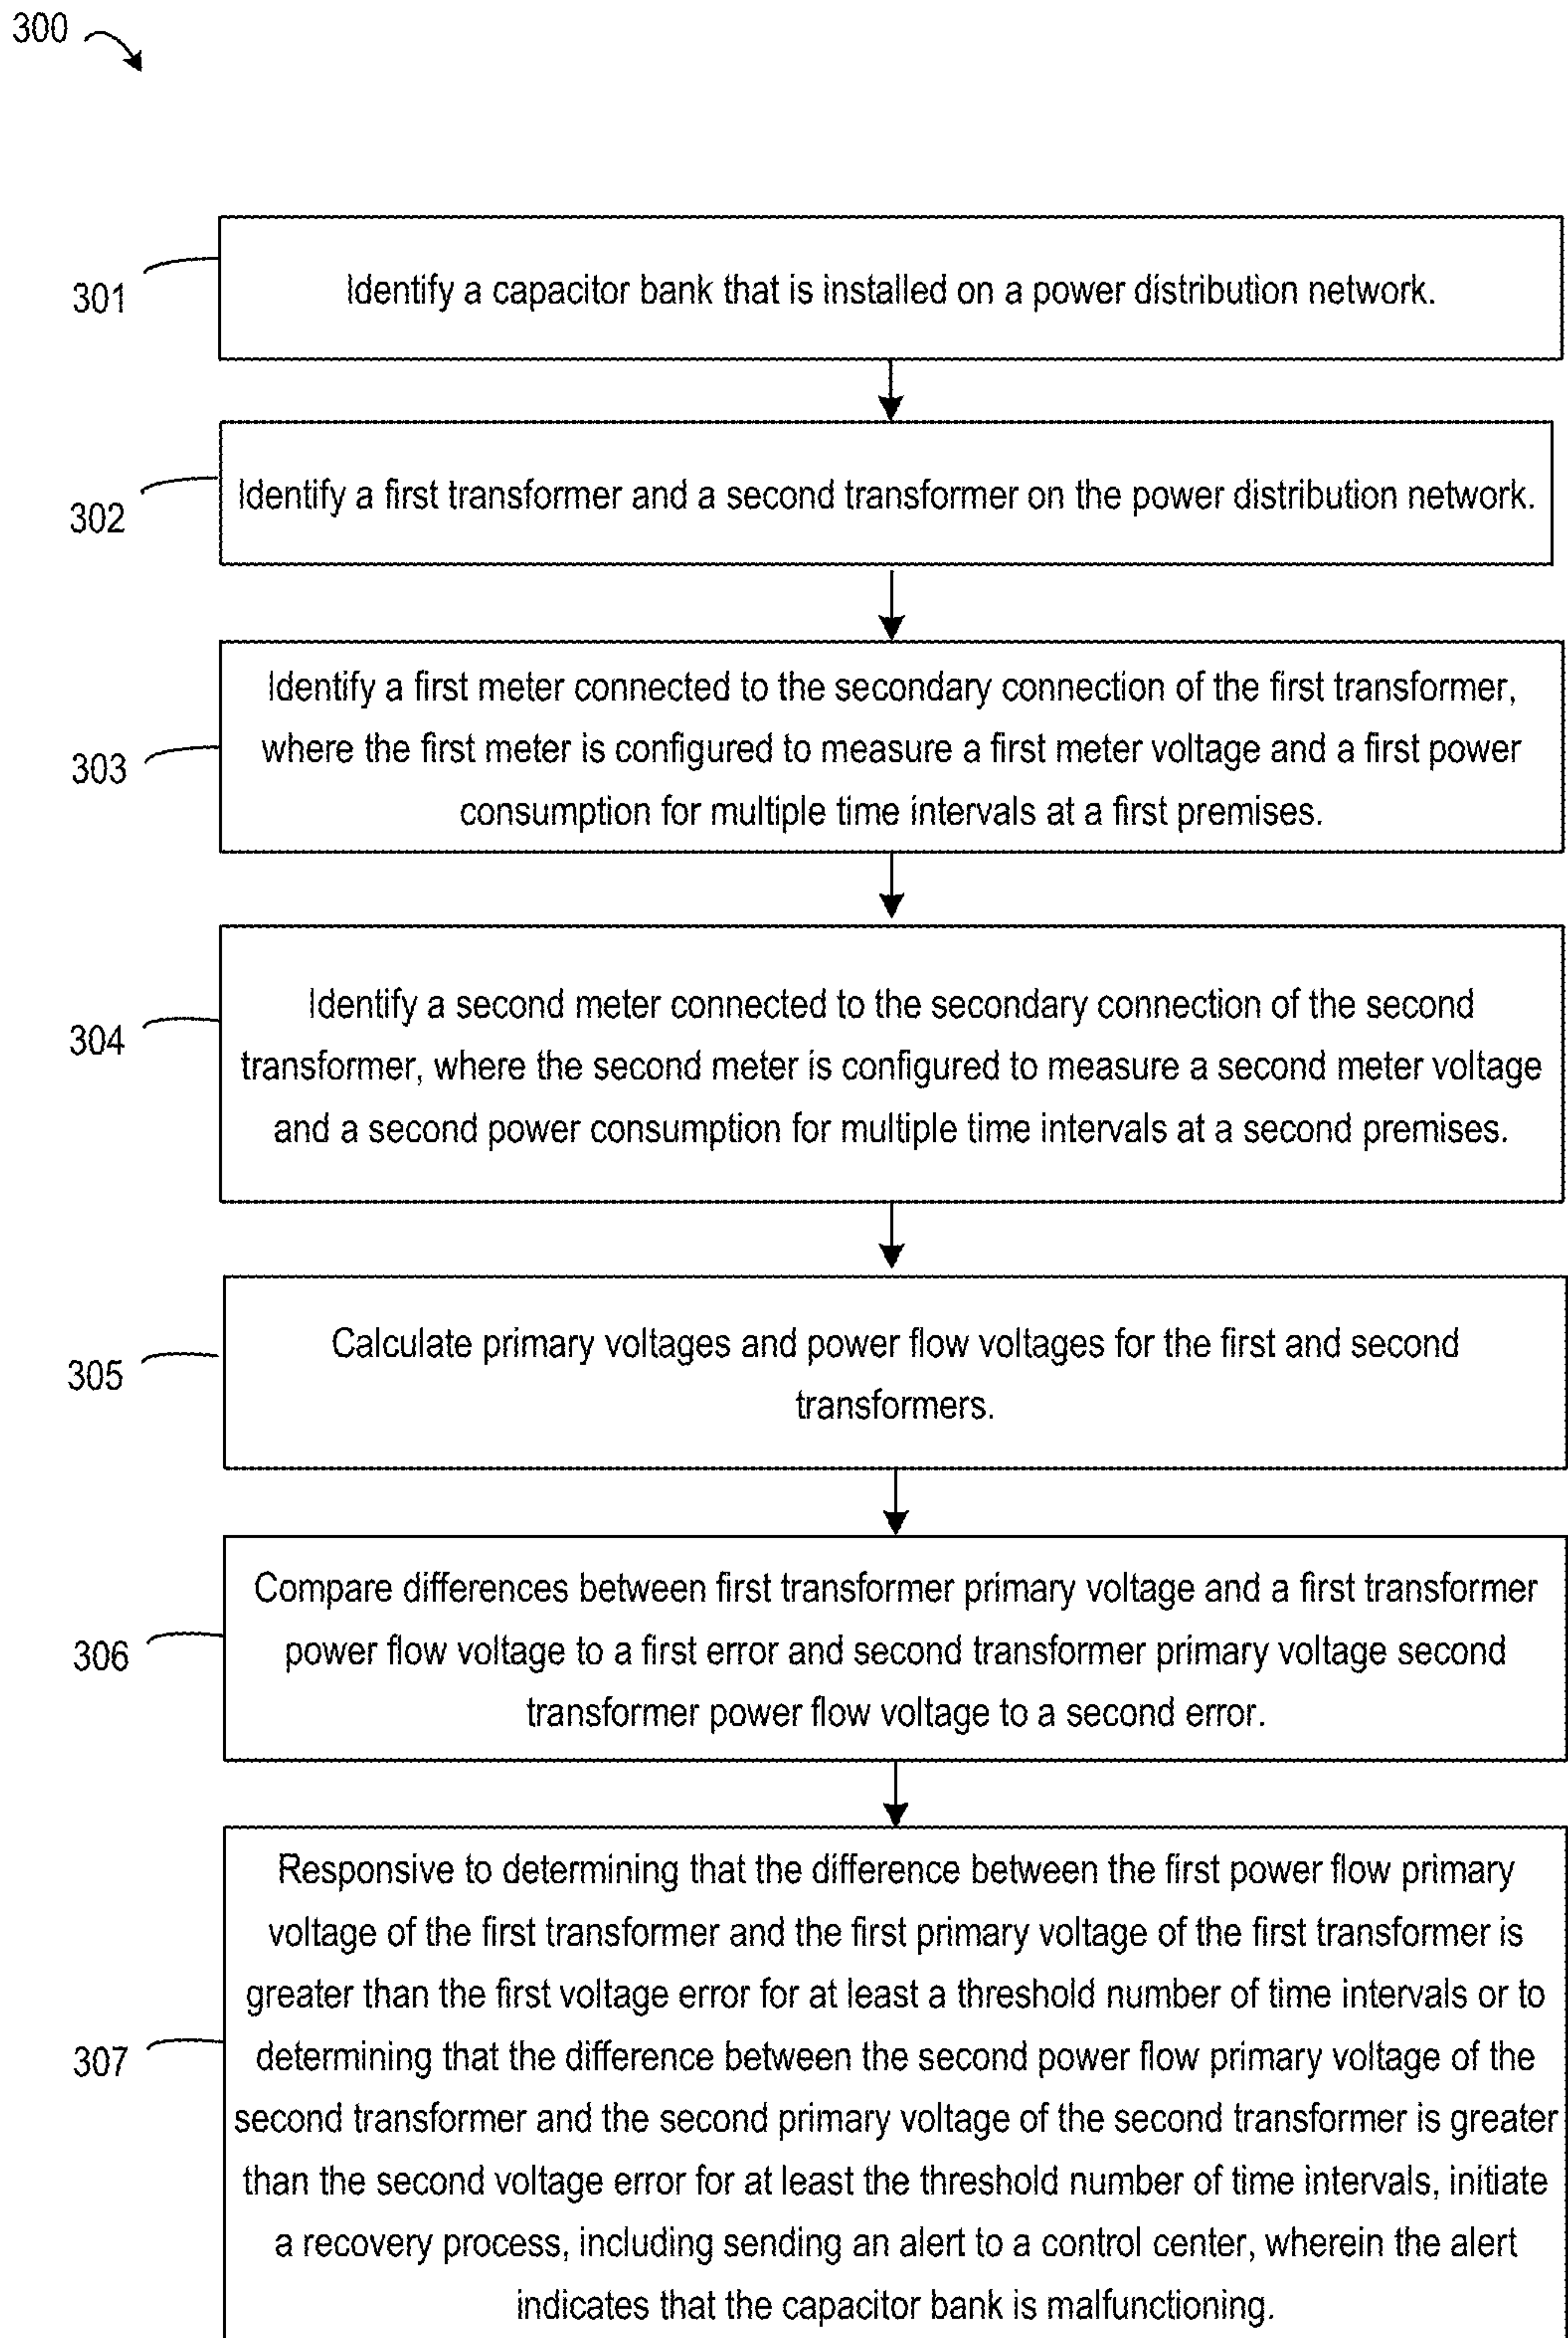 300
301
Identify a capacitor bank that is installed on a power distribution network.
302
Identify a first transformer and a second transformer on the power distribution network.
303
Identify a first meter connected to the secondary connection of the first transformer,
where the first meter is configured to measure a first meter voltage and a first power
consumption for multiple time intervals at a first premises.
304
Identify a second meter connected to the secondary connection of the second
transformer, where the second meter is configured to measure a second meter voltage
and a second power consumption for multiple time intervals at a second premises.
305
Calculate primary voltages and power flow voltages for the first and second
transformers.
306
Compare differences between first transformer primary voltage and a first transformer
power flow voltage to a first error and second transformer primary voltage second
transformer power flow voltage to a second error.
307
Responsive to determining that the difference between the first power flow primary
voltage of the first transformer and the first primary voltage of the first transformer is
greater than the first voltage error for at least a threshold number of time intervals or to
determining that the difference between the second power flow primary voltage of the
second transformer and the second primary voltage of the second transformer is greater
than the second voltage error for at least the threshold number of time intervals, initiate
a recovery process, including sending an alert to a control center, wherein the alert
indicates that the capacitor bank is malfunctioning.